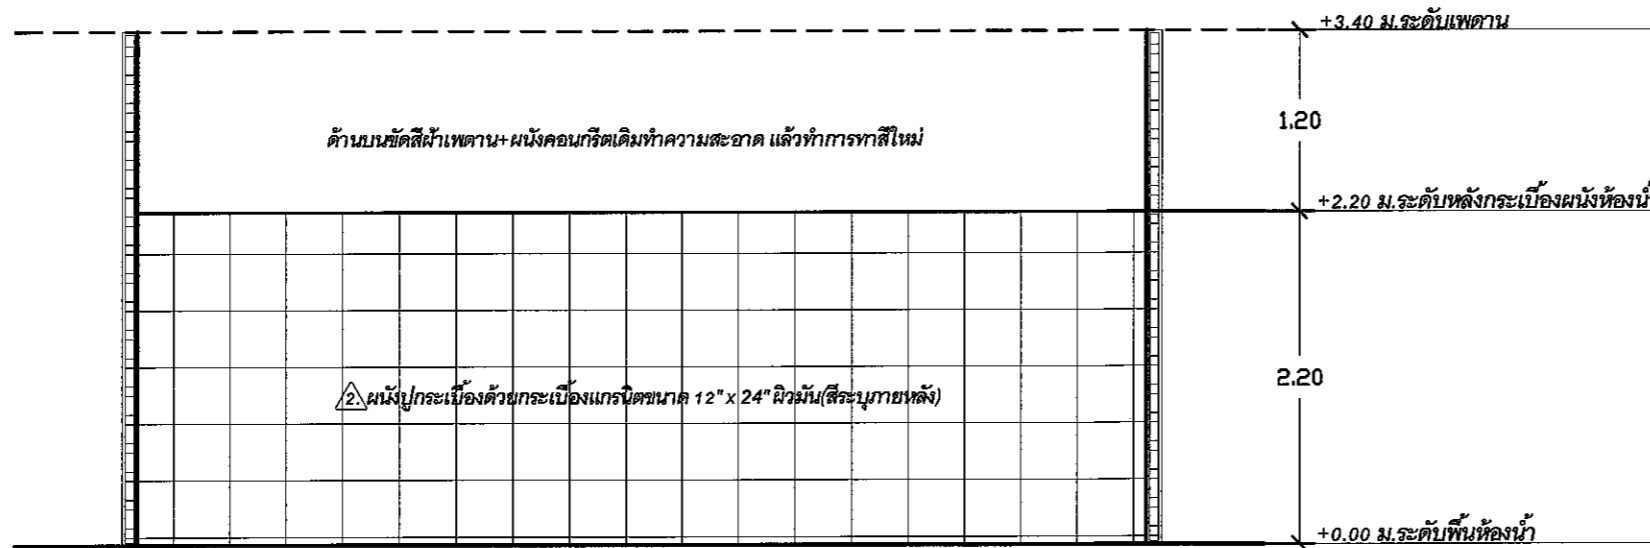 +3.40 ม.ระดับเพดาน
1.20
ด้านบนขัดสีฝ้าเพดาน+ผนังคอนกรีตเดิมทำความสะอาด แล้วทำการทาสีใหม่
+2.20 ม.ระดับหลังกระเบื้องผนังห้องน้ำ
2.20
2. ผนังปูกระเบื้องด้วยกระเบื้องแกรนิตขนาด 12" x 24" ผิวมัน(สีระบุภายหลัง)
+0.00 ม.ระดับพื้นห้องน้ำ